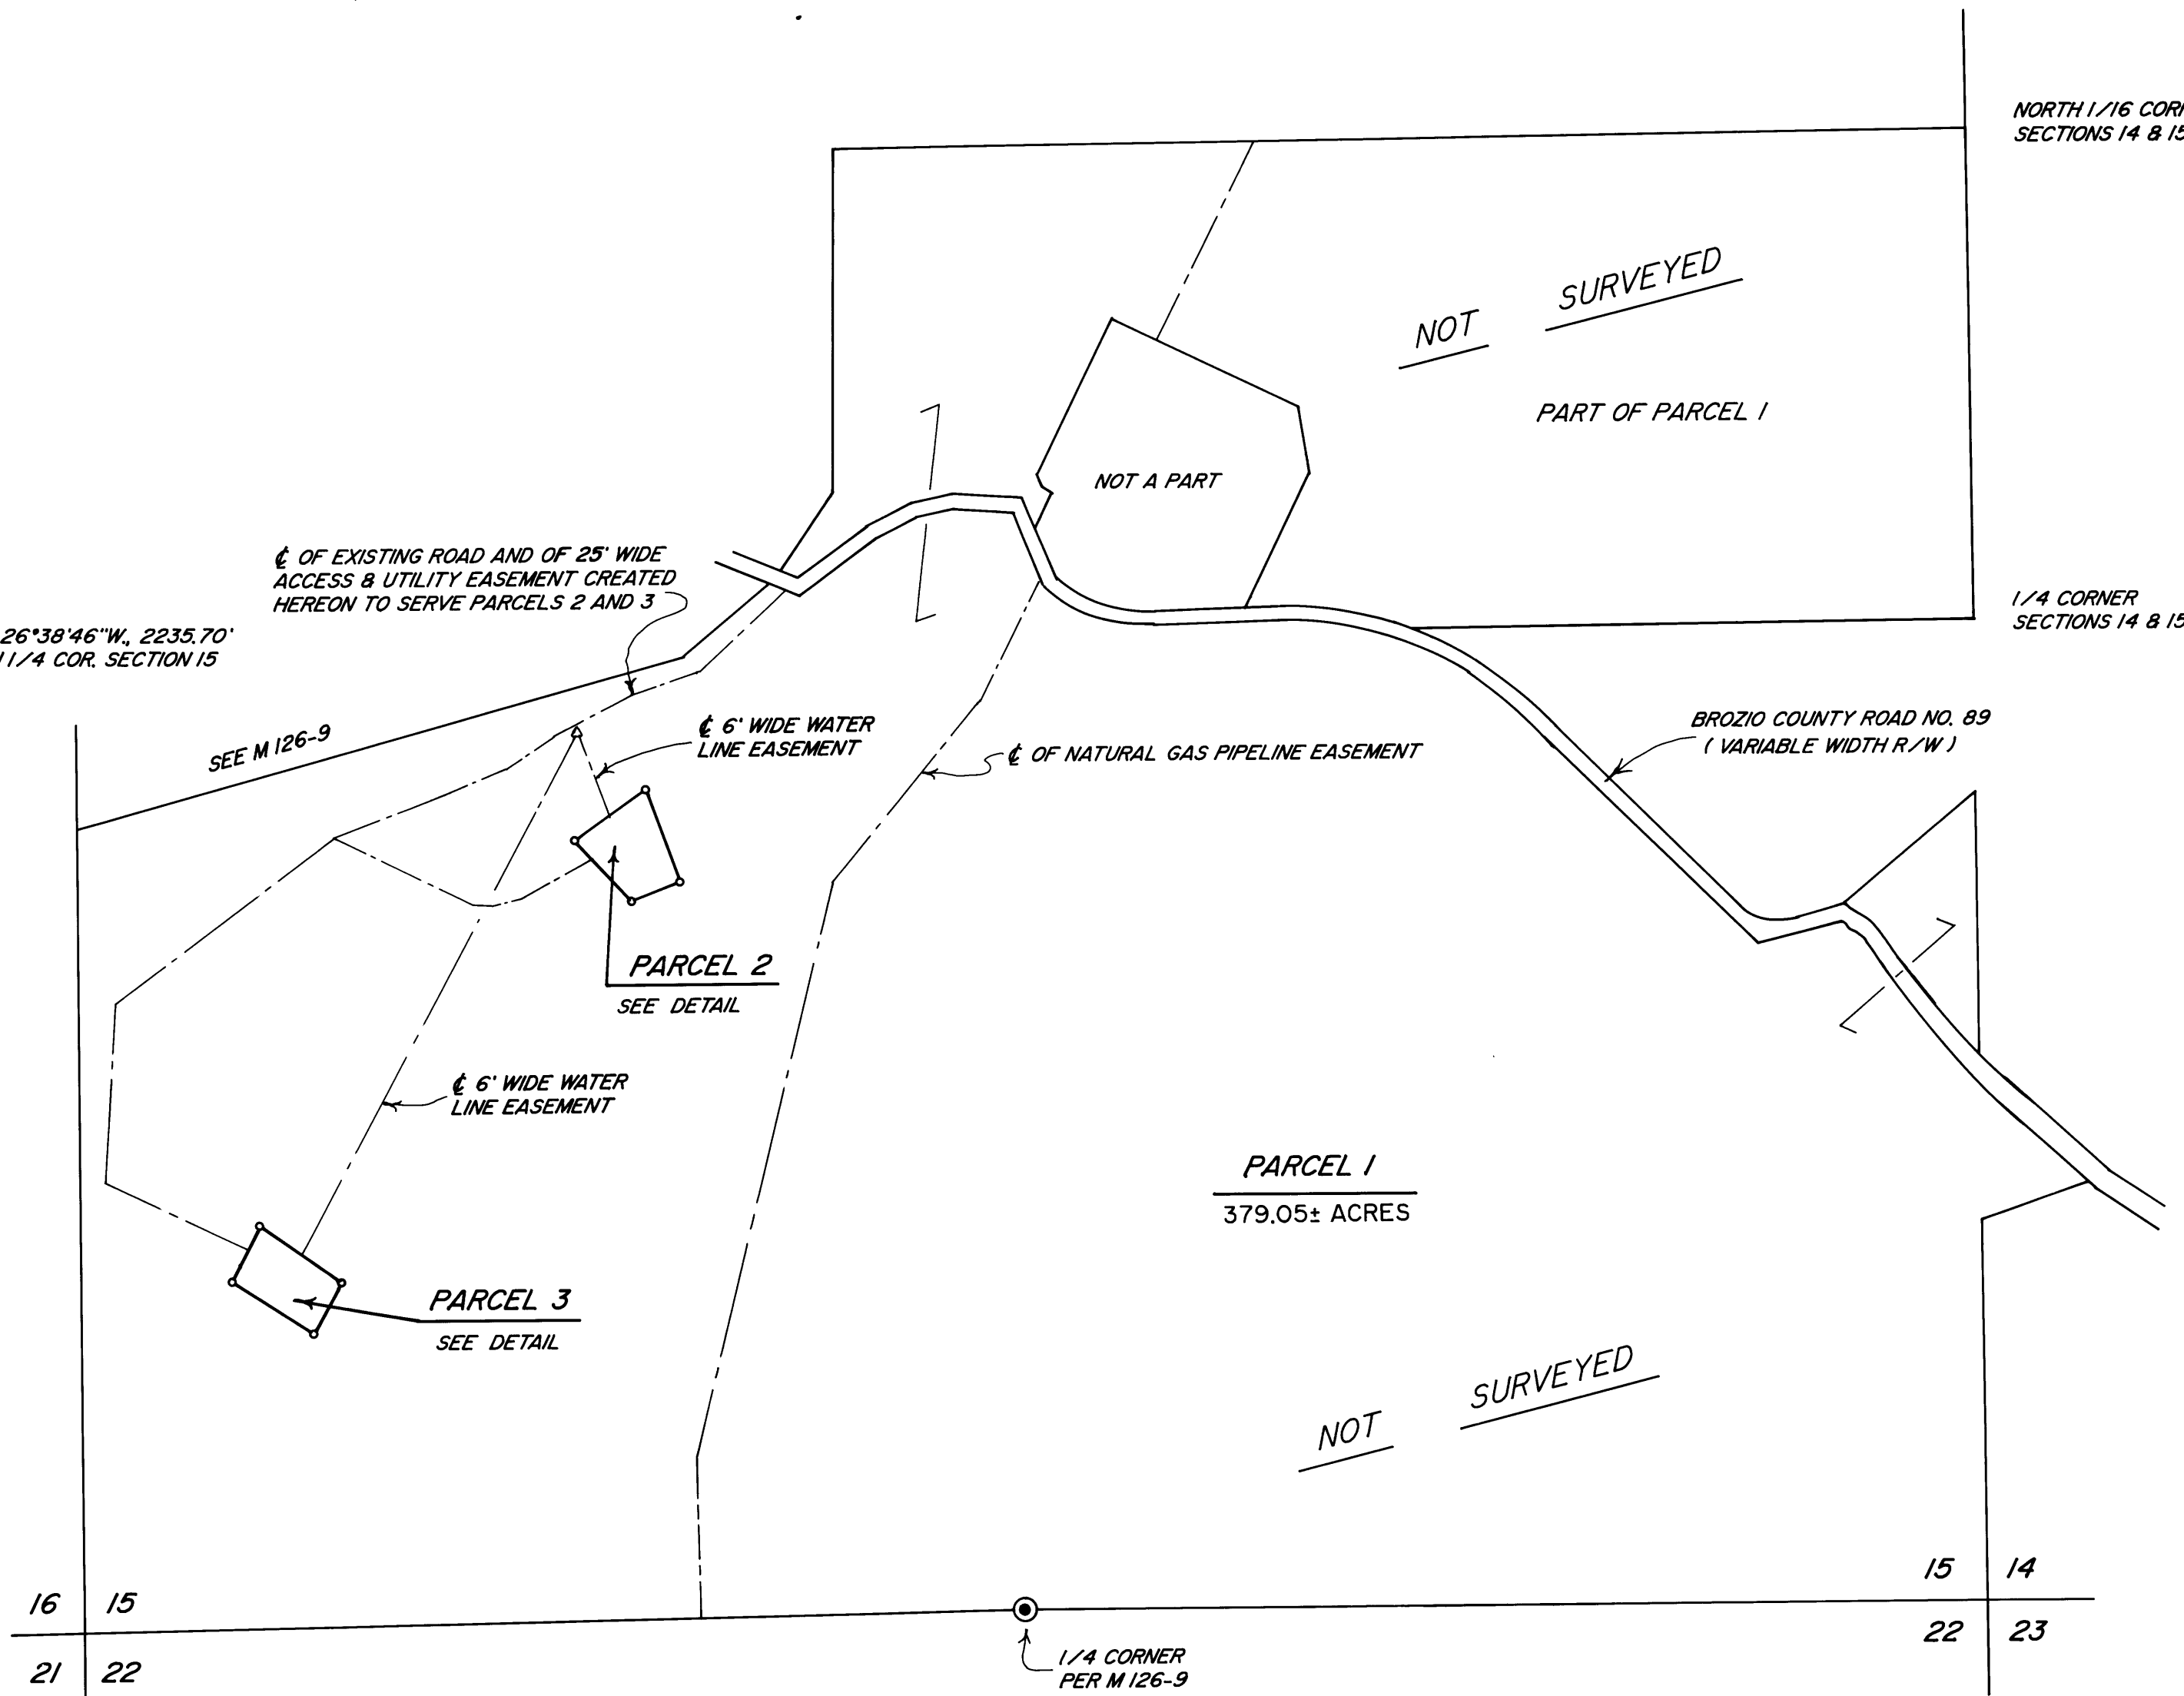 NORTH 1/16 COR
SECTIONS 14 & 15
NOT SURVEYED
PART OF PARCEL 1
NOT A PART
℄ OF EXISTING ROAD AND OF 25' WIDE
ACCESS & UTILITY EASEMENT CREATED
HEREON TO SERVE PARCELS 2 AND 3
1/4 CORNER
SECTIONS 14 & 15
26°38'46"W., 2235.70'
1/4 COR. SECTION 15
SEE M 126-9
℄ 6' WIDE WATER
LINE EASEMENT
℄ OF NATURAL GAS PIPELINE EASEMENT
BROZIO COUNTY ROAD NO. 89
( VARIABLE WIDTH R/W )
PARCEL 2
SEE DETAIL
℄ 6' WIDE WATER
LINE EASEMENT
PARCEL 1
379.05± ACRES
PARCEL 3
SEE DETAIL
NOT SURVEYED
16 15
21 22
15 14
22 23
1/4 CORNER
PER M 126-9